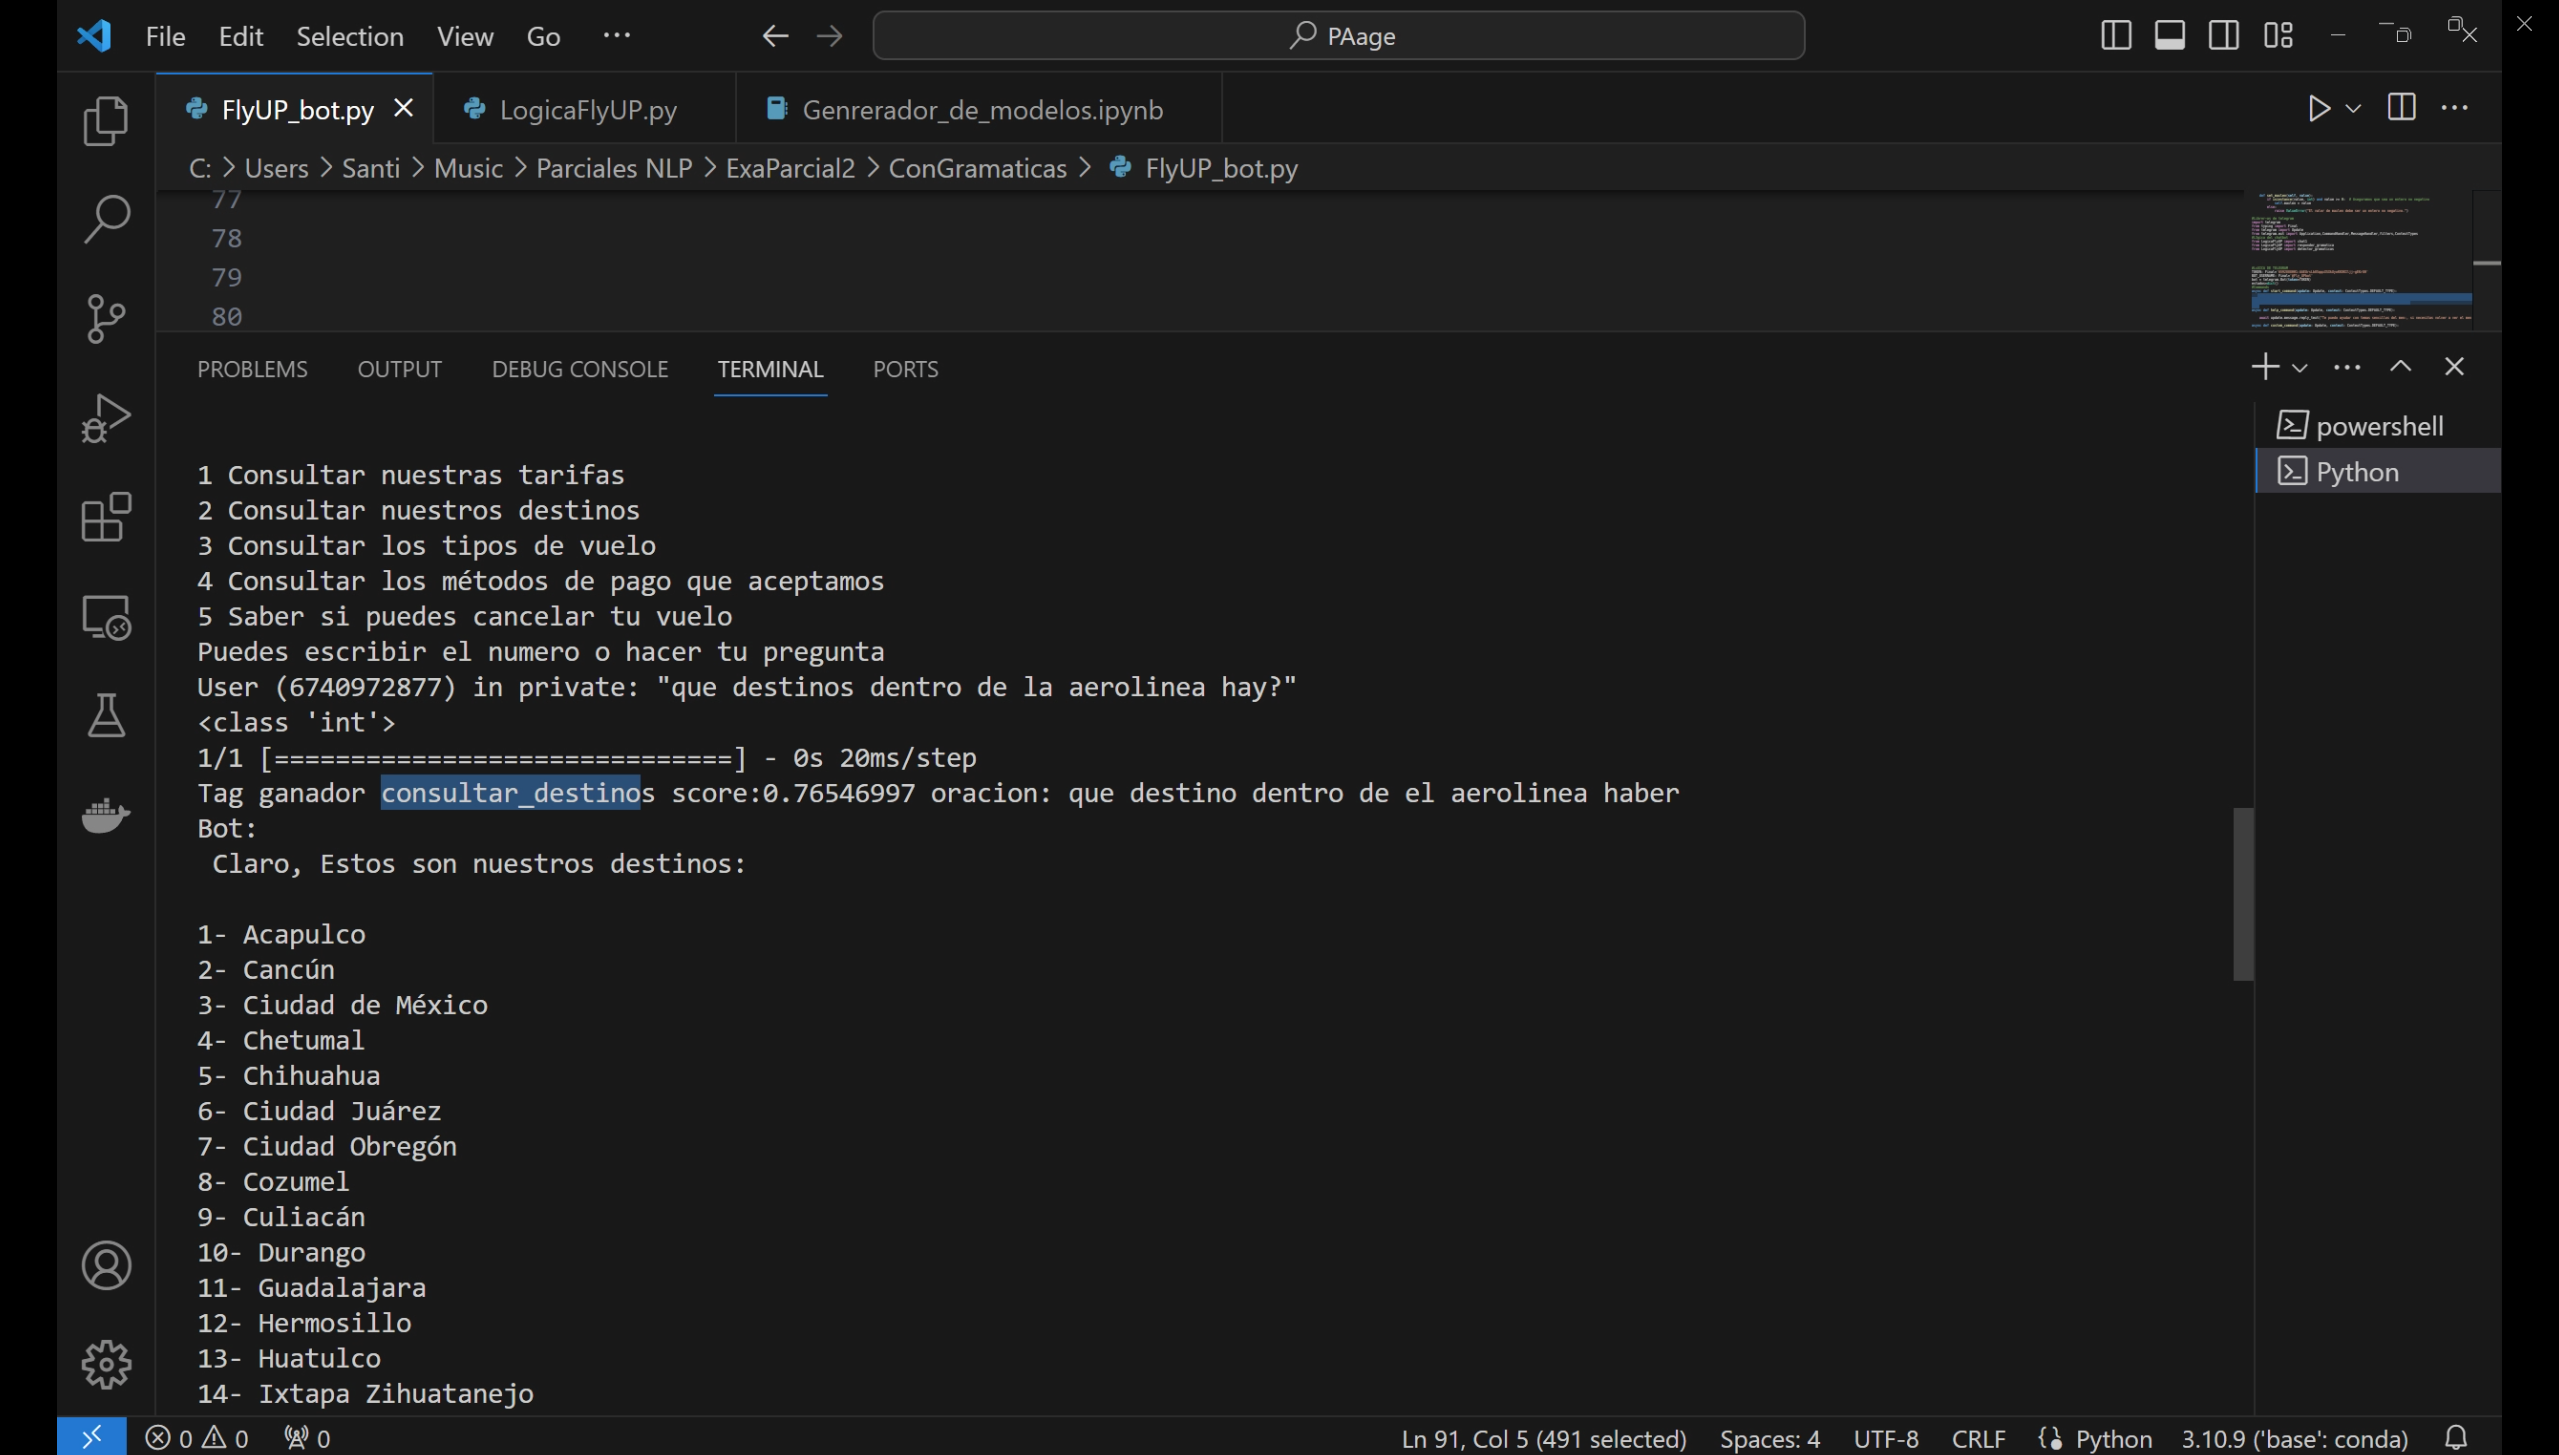 File Edit Selection View Go ··· PAage
FlyUP_bot.py LogicaFlyUP.py Genrerador_de_modelos.ipynb
C: > Users > Santi > Music > Parciales NLP > ExaParcial2 > ConGramaticas > FlyUP_bot.py
77
78
79
80
PROBLEMS OUTPUT DEBUG CONSOLE TERMINAL PORTS
powershell
Python
1 Consultar nuestras tarifas
2 Consultar nuestros destinos
3 Consultar los tipos de vuelo
4 Consultar los métodos de pago que aceptamos
5 Saber si puedes cancelar tu vuelo
Puedes escribir el numero o hacer tu pregunta
User (6740972877) in private: "que destinos dentro de la aerolinea hay?"
<class 'int'>
1/1 [==============================] - 0s 20ms/step
Tag ganador consultar_destinos score:0.76546997 oracion: que destino dentro de el aerolinea haber
Bot:
Claro, Estos son nuestros destinos:
1- Acapulco
2- Cancún
3- Ciudad de México
4- Chetumal
5- Chihuahua
6- Ciudad Juárez
7- Ciudad Obregón
8- Cozumel
9- Culiacán
10- Durango
11- Guadalajara
12- Hermosillo
13- Huatulco
14- Ixtapa Zihuatanejo
0 0 0 Ln 91, Col 5 (491 selected) Spaces: 4 UTF-8 CRLF Python 3.10.9 ('base': conda)